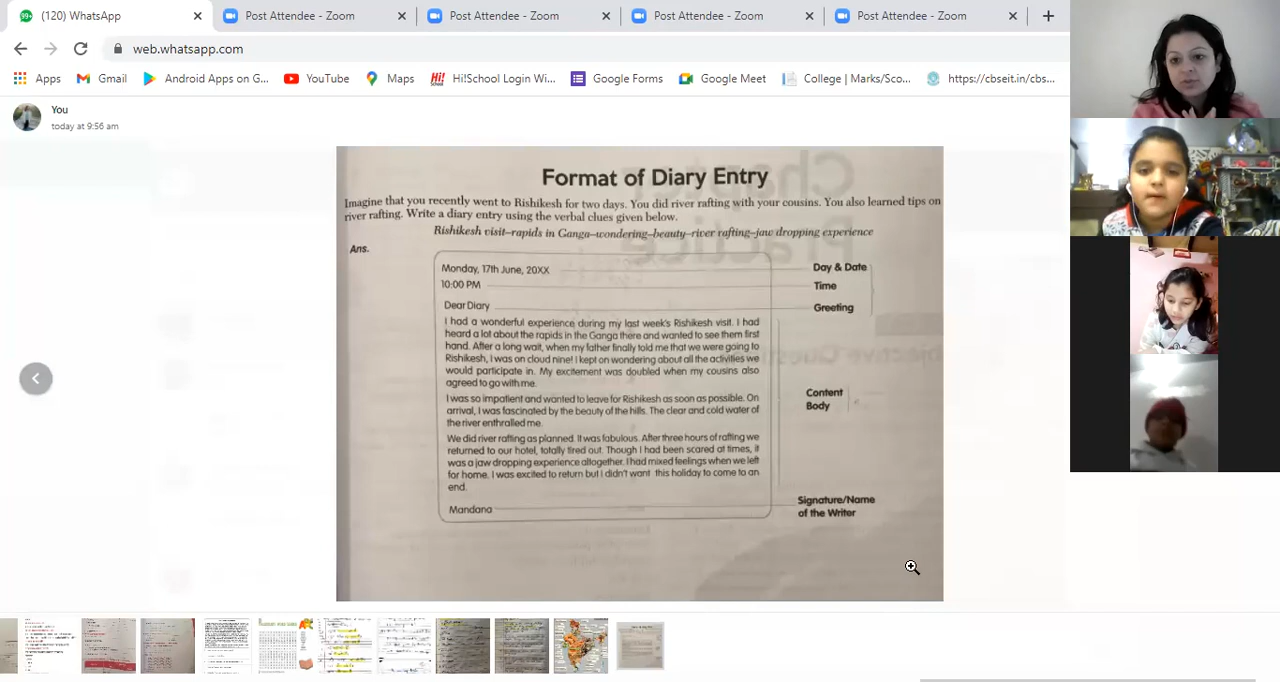 (120) WhatsApp
Post Attendee - Zoom
Post Attendee - Zoom
Post Attendee - Zoom
Post Attendee - Zoom
web.whatsapp.com
Apps
Gmail
Android Apps on G...
YouTube
Maps
Hi! Hi!School Login Wi...
Google Forms
Google Meet
College | Marks/Sco...
https://cbseit.in/cbs...
You
today at 9:56 am
Format of Diary Entry
Imagine that you recently went to Rishikesh for two days. You did river rafting with your cousins. You also learned tips on
river rafting. Write a diary entry using the verbal clues given below.
Rishikesh visit–rapids in Ganga–wondering–beauty–river rafting–jaw dropping experience
Ans.
Monday, 17th June, 20XX
Day & Date
10:00 PM
Time
Dear Diary
Greeting
I had a wonderful experience during my last week's Rishikesh visit. I had
heard a lot about the rapids in the Ganga there and wanted to see them first
hand. After a long wait, when my father finally told me that we were going to
Rishikesh, I was on cloud nine! I kept on wondering about all the activities we
would participate in. My excitement was doubled when my cousins also
agreed to go with me.
I was so impatient and wanted to leave for Rishikesh as soon as possible. On
arrival, I was fascinated by the beauty of the hills. The clear and cold water of
the river enthralled me.
We did river rafting as planned. It was fabulous. After three hours of rafting we
returned to our hotel, totally tired out. Though I had been scared at times, it
was a jaw dropping experience altogether. I had mixed feelings when we left
for home. I was excited to return but I didn't want this holiday to come to an
end.
Content
Body
Mandana
Signature/Name
of the Writer